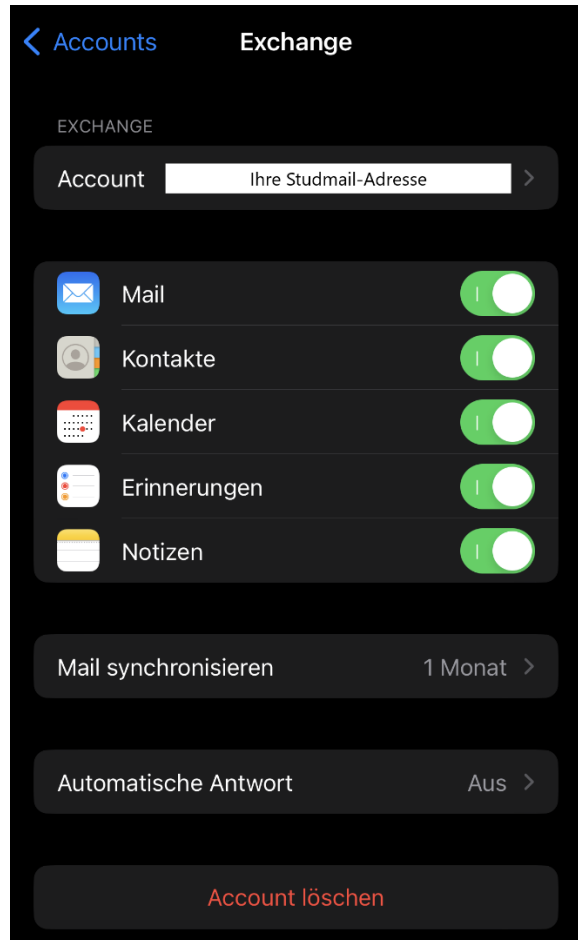 Accounts Exchange
EXCHANGE
Account Ihre Studmail-Adresse
Mail
Kontakte
Kalender
Erinnerungen
Notizen
Mail synchronisieren 1 Monat
Automatische Antwort Aus
Account löschen